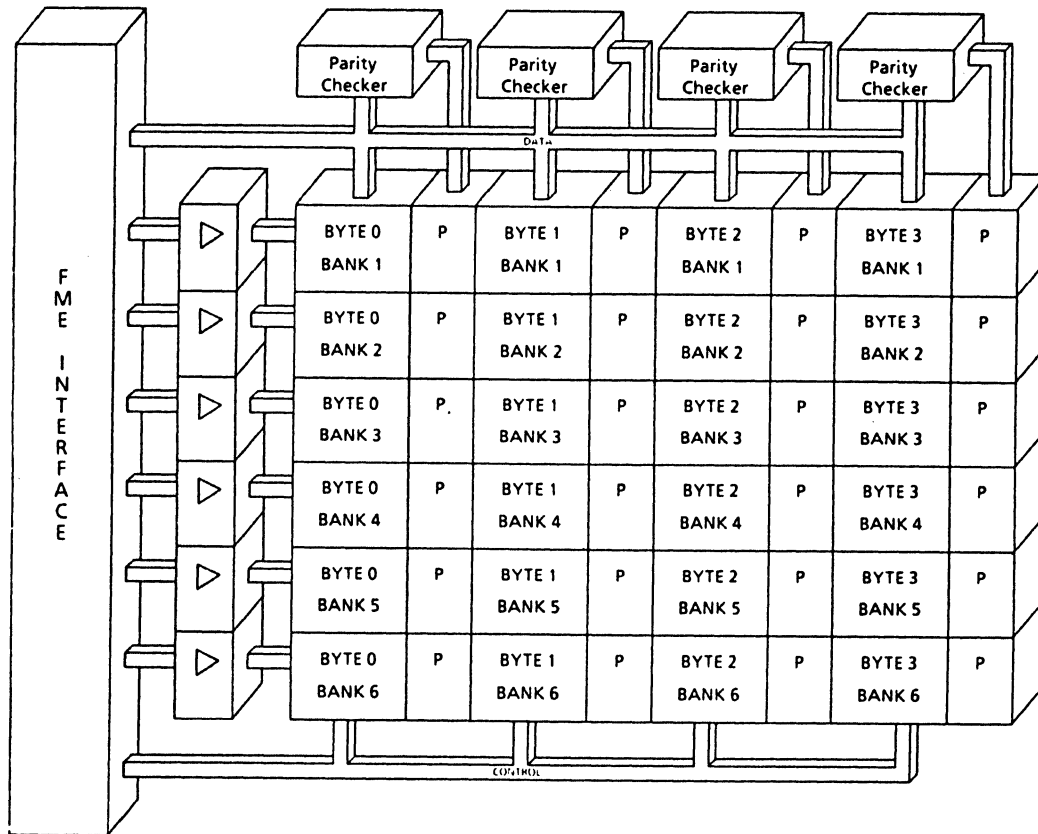 Parity Checker
Parity Checker
Parity Checker
Parity Checker
DATA
FME INTERFACE
BYTE 0 P BYTE 1 P BYTE 2 P BYTE 3 P
BANK 1 BANK 1 BANK 1 BANK 1
BYTE 0 P BYTE 1 P BYTE 2 P BYTE 3 P
BANK 2 BANK 2 BANK 2 BANK 2
BYTE 0 P. BYTE 1 P BYTE 2 P BYTE 3 P
BANK 3 BANK 3 BANK 3 BANK 3
BYTE 0 P BYTE 1 P BYTE 2 P BYTE 3 P
BANK 4 BANK 4 BANK 4 BANK 4
BYTE 0 P BYTE 1 P BYTE 2 P BYTE 3 P
BANK 5 BANK 5 BANK 5 BANK 5
BYTE 0 P BYTE 1 P BYTE 2 P BYTE 3 P
BANK 6 BANK 6 BANK 6 BANK 6
CONTROL